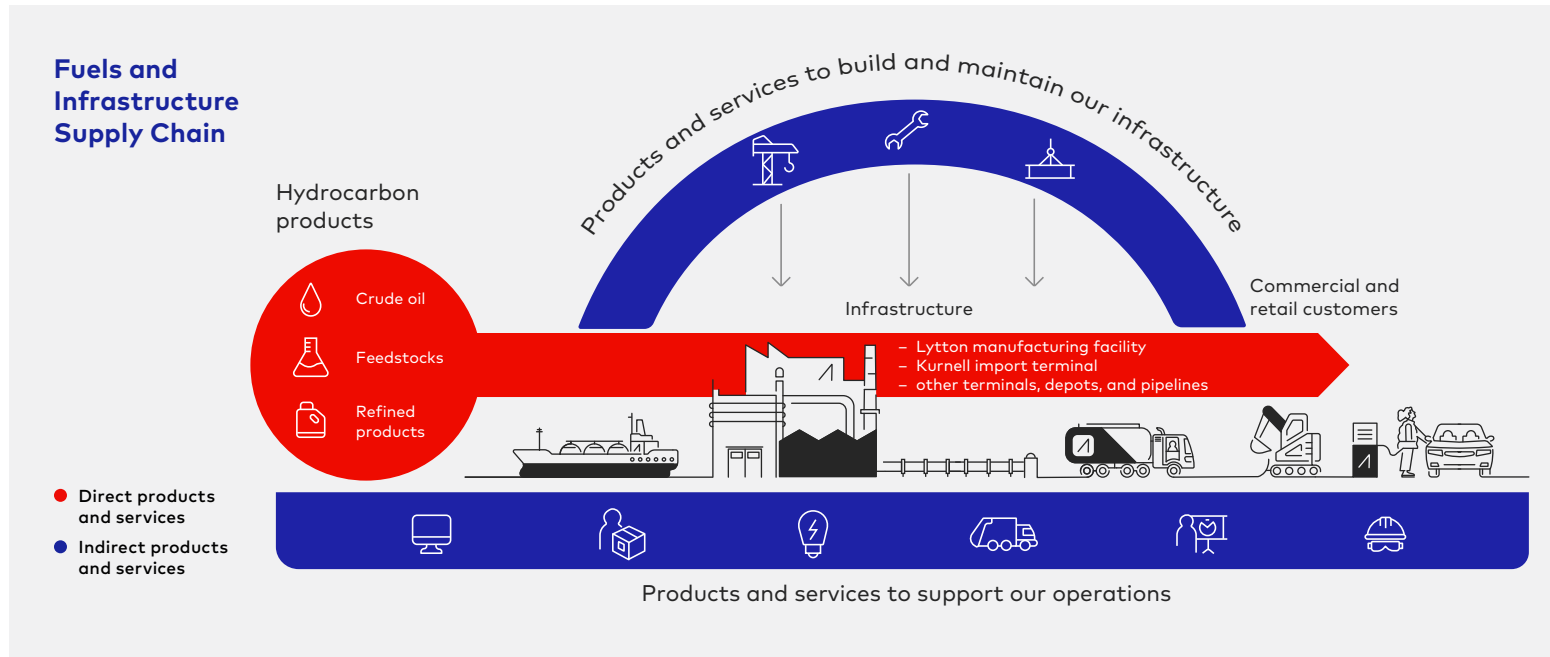 Fuels and
Infrastructure
Supply Chain
Products and services to build and maintain our infrastructure
Hydrocarbon
products
Crude oil
Feedstocks
Refined
products
Infrastructure
– Lytton manufacturing facility
– Kurnell import terminal
– other terminals, depots, and pipelines
Commercial and
retail customers
Direct products
and services
Indirect products
and services
Products and services to support our operations